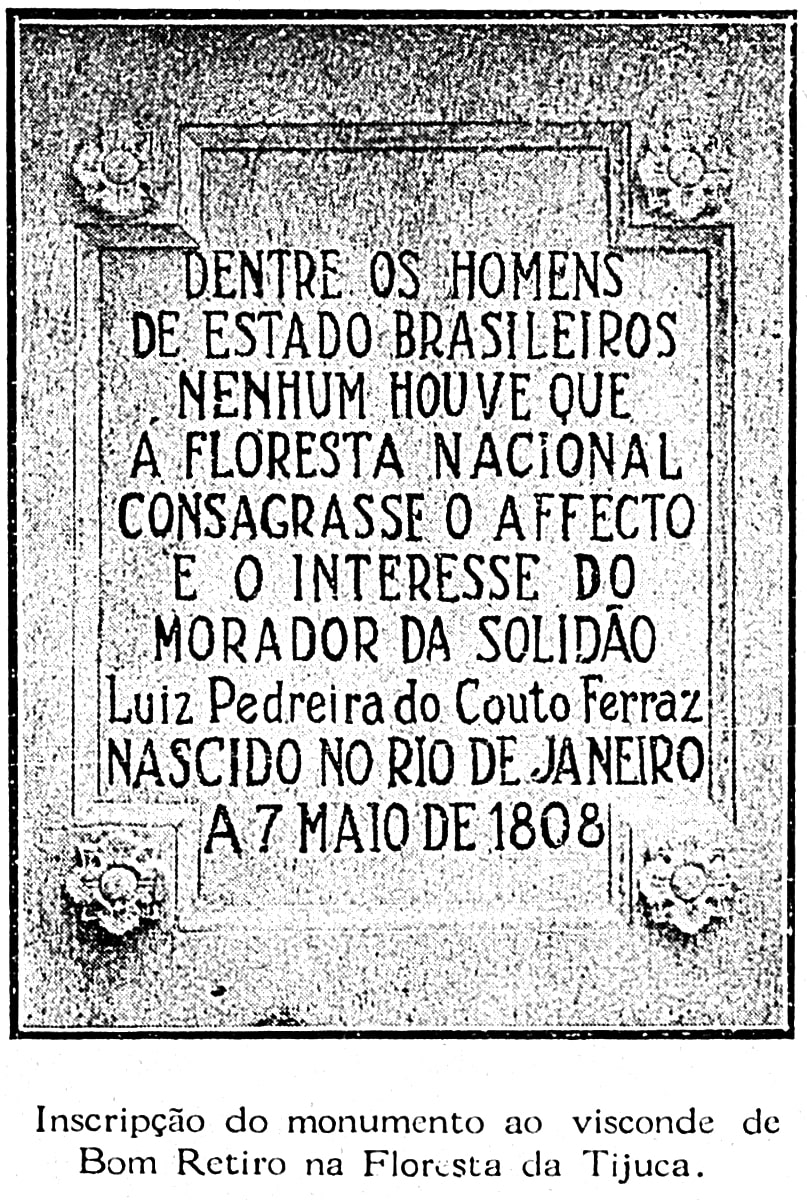 DENTRE OS HOMENS
DE ESTADO BRASILEIROS
NENHUM HOUVE QUE
Á FLORESTA NACIONAL
CONSAGRASSE O AFFECTO
E O INTERESSE DO
MORADOR DA SOLIDÃO
Luiz Pedreira do Couto Ferraz
NASCIDO NO RIO DE JANEIRO
A 7 MAIO DE 1808
Inscripção do monumento ao visconde de
Bom Retiro na Floresta da Tijuca.